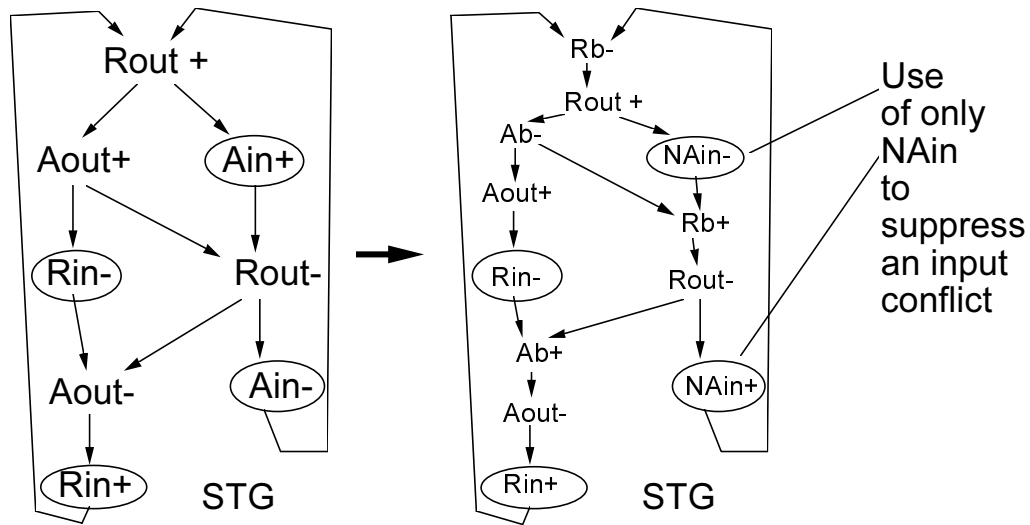 Rout +
Aout+
Ain+
Rin-
Rout-
Aout-
Ain-
Rin+
STG
Rb-
Rout +
Ab-
NAin-
Aout+
Rb+
Rin-
Rout-
Ab+
NAin+
Aout-
Rin+
STG
Use
of only
NAin
to
suppress
an input
conflict